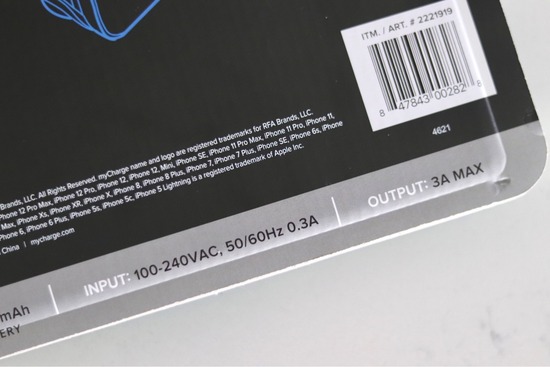 ITM. / ART. # 2221919
8 47843 00282 8
4621
Brands, LLC. All Rights Reserved. myCharge name and logo are registered trademarks for RFA Brands, LLC.
iPhone 12 Pro Max, iPhone 12 Pro, iPhone 12, iPhone 12 Mini, iPhone SE, iPhone 11 Pro Max, iPhone 11 Pro, iPhone 11,
Max, iPhone Xs, iPhone XR, iPhone X, iPhone 8, iPhone 8 Plus, iPhone 7, iPhone 7 Plus, iPhone SE, iPhone 6s, iPhone
iPhone 6, iPhone 6 Plus, iPhone 5s, iPhone 5c, iPhone 5 Lightning is a registered trademark of Apple Inc.
China | mycharge.com
mAh
ERY
INPUT: 100-240VAC, 50/60Hz 0.3A
OUTPUT: 3A MAX